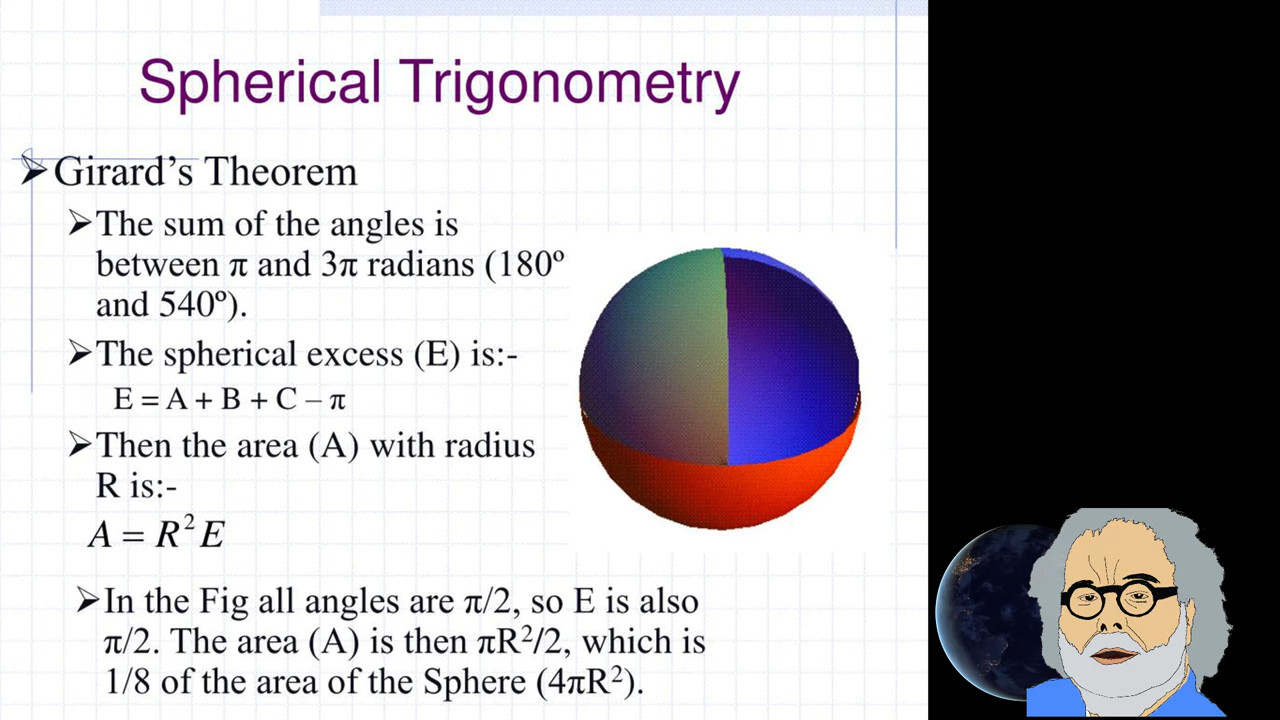 Spherical Trigonometry
➢Girard’s Theorem
➢The sum of the angles is
between π and 3π radians (180º
and 540º).
➢The spherical excess (E) is:-
E = A + B + C – π
➢Then the area (A) with radius
R is:-
A = R²E
➢In the Fig all angles are π/2, so E is also
π/2. The area (A) is then πR²/2, which is
1/8 of the area of the Sphere (4πR²).